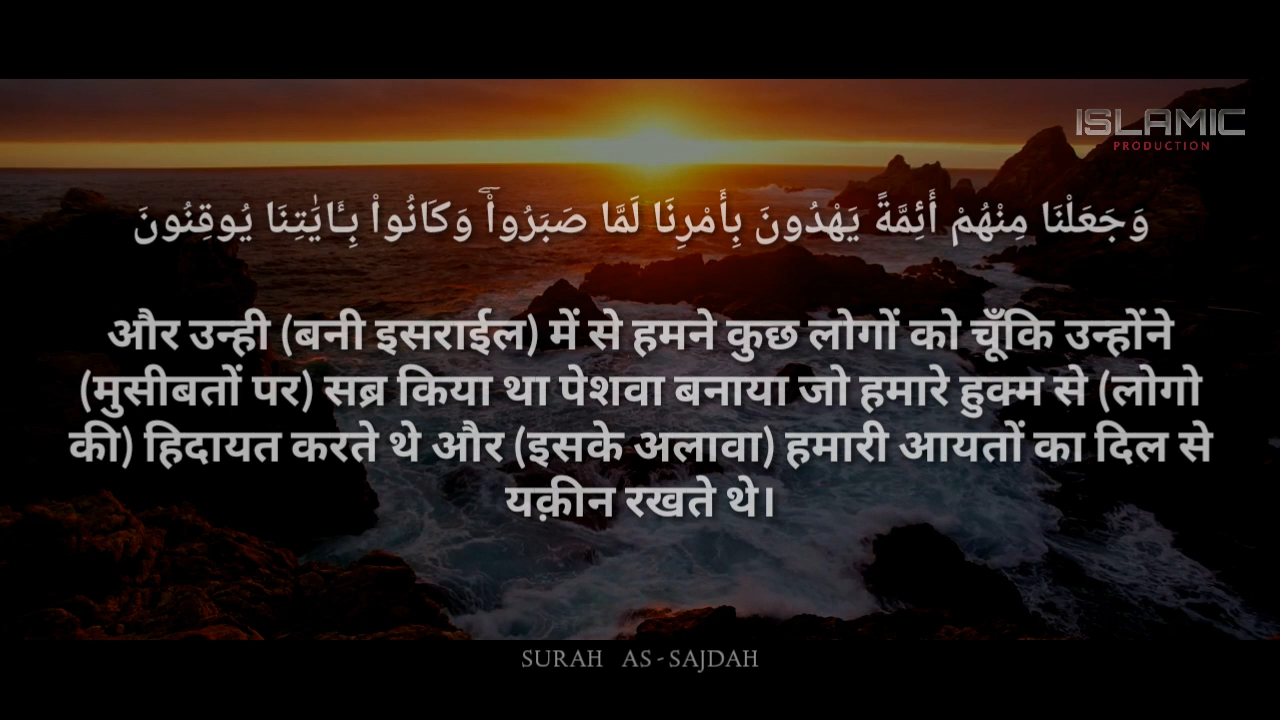 ISLAMIC
PRODUCTION
وَجَعَلْنَا مِنْهُمْ أَئِمَّةً يَهْدُونَ بِأَمْرِنَا لَمَّا صَبَرُوا۟ ۖ وَكَانُوا۟ بِـَٔايَٰتِنَا يُوقِنُونَ
और उन्ही (बनी इसराईल) में से हमने कुछ लोगों को चूँकि उन्होंने
(मुसीबतों पर) सब्र किया था पेशवा बनाया जो हमारे हुक्म से (लोगो
की) हिदायत करते थे और (इसके अलावा) हमारी आयतों का दिल से
यक़ीन रखते थे।
SURAH AS-SAJDAH